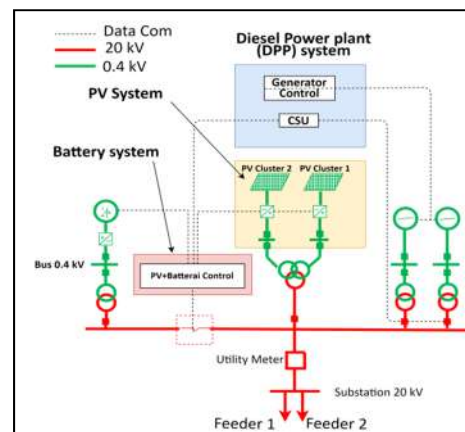 Data Com
20 kV
0.4 kV
Diesel Power plant
(DPP) system
Generator
Control
CSU
PV System
Battery system
PV Cluster 2
PV Cluster 1
Bus 0.4 kV
PV+Batterai Control
Utility Meter
Substation 20 kV
Feeder 1
Feeder 2